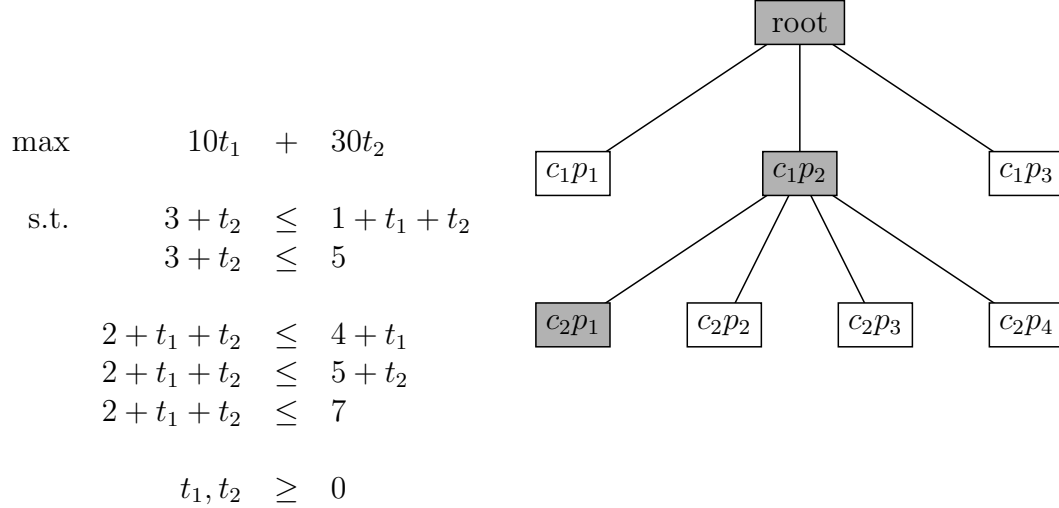 max 10t₁ + 30t₂
s.t. 3 + t₂ ≤ 1 + t₁ + t₂
3 + t₂ ≤ 5
2 + t₁ + t₂ ≤ 4 + t₁
2 + t₁ + t₂ ≤ 5 + t₂
2 + t₁ + t₂ ≤ 7
t₁, t₂ ≥ 0
root
c₁p₁ c₁p₂ c₁p₃
c₂p₁ c₂p₂ c₂p₃ c₂p₄